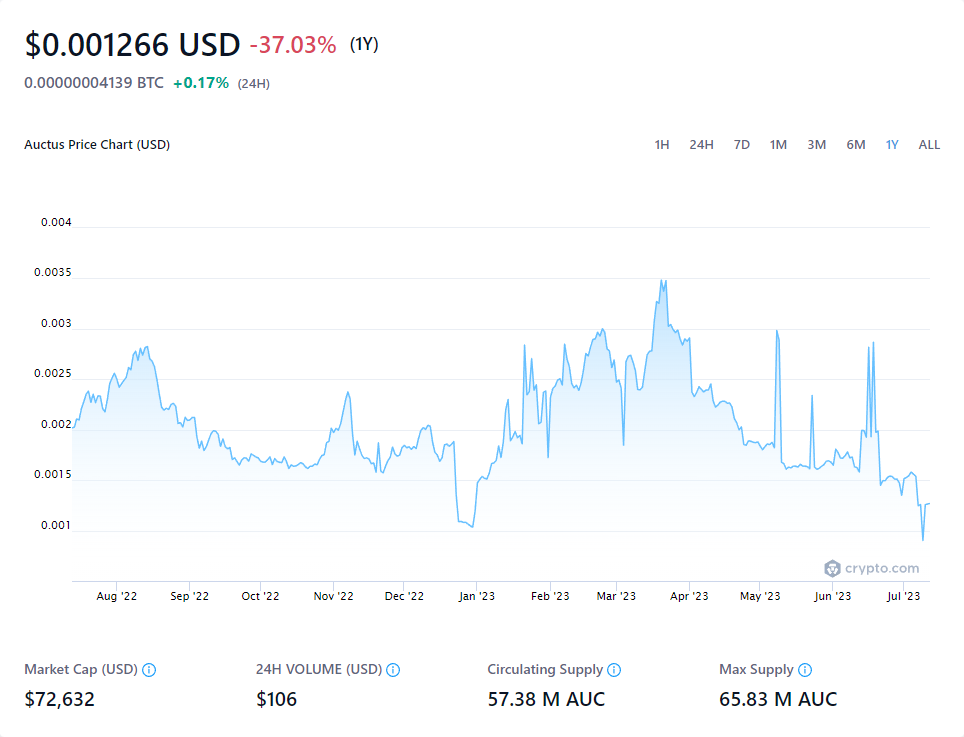 $0.001266 USD -37.03% (1Y)
0.00000004139 BTC +0.17% (24H)
Auctus Price Chart (USD)
1H 24H 7D 1M 3M 6M 1Y ALL
0.004
0.0035
0.003
0.0025
0.002
0.0015
0.001
crypto.com
Aug '22 Sep '22 Oct '22 Nov '22 Dec '22 Jan '23 Feb '23 Mar '23 Apr '23 May '23 Jun '23 Jul '23
Market Cap (USD) 24H VOLUME (USD) Circulating Supply Max Supply
$72,632 $106 57.38 M AUC 65.83 M AUC